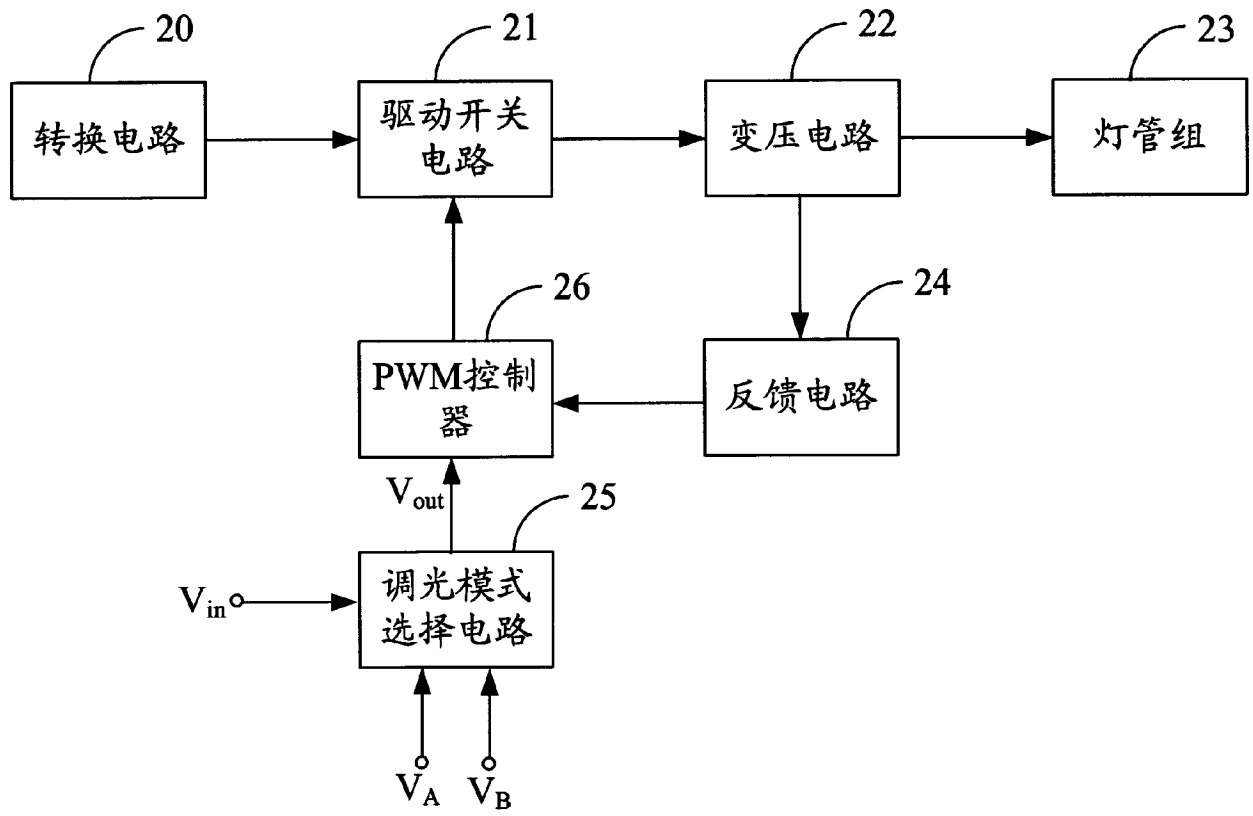 20
21
22
23
转换电路
驱动开关
电路
变压电路
灯管组
26
24
PWM控制
器
反馈电路
Vout
25
Vin
调光模式
选择电路
VA
VB